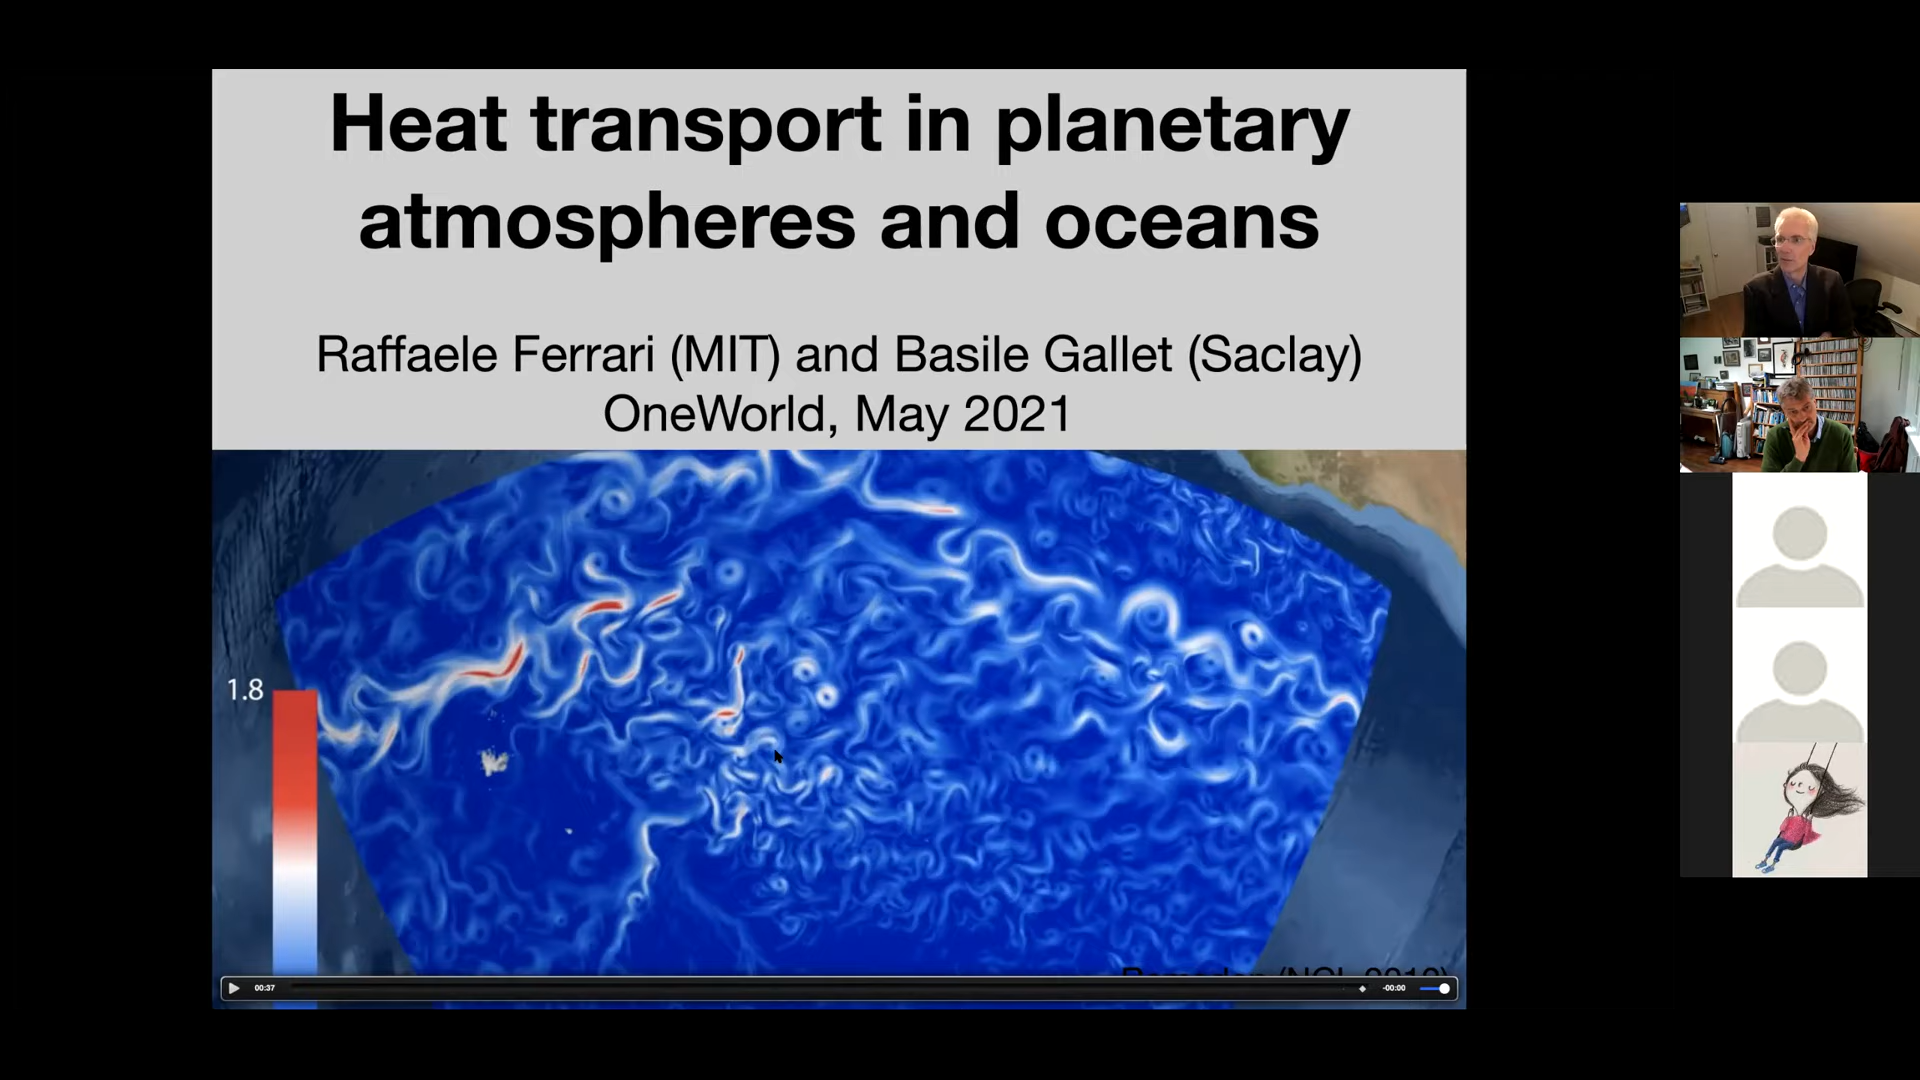 Heat transport in planetary
atmospheres and oceans
Raffaele Ferrari (MIT) and Basile Gallet (Saclay)
OneWorld, May 2021
1.8
00:37
-00:00